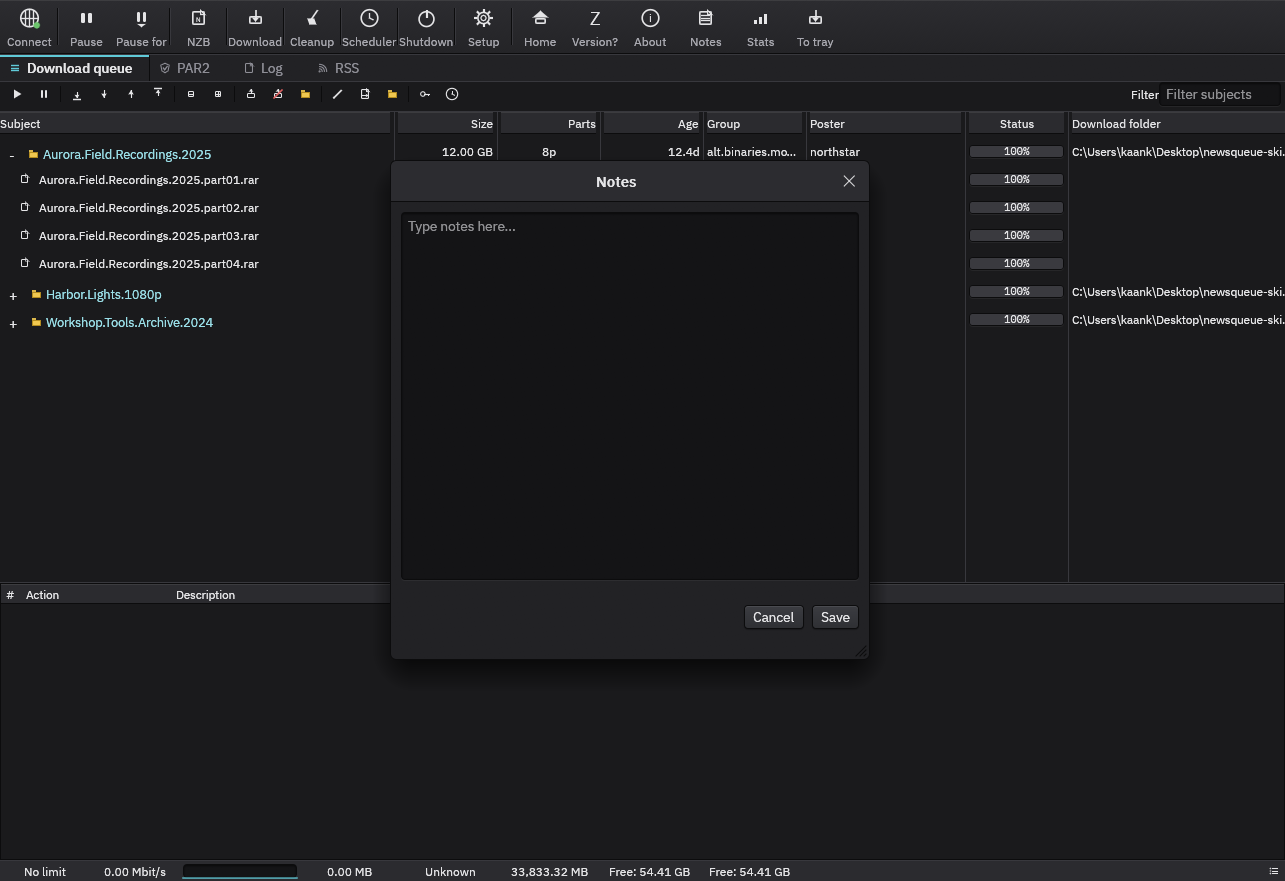 Connect Pause Pause for NZB Download Cleanup Scheduler Shutdown Setup Home Version? About Notes Stats To tray
Download queue PAR2 Log RSS
Filter Filter subjects
Subject Size Parts Age Group Poster Status Download folder
- Aurora.Field.Recordings.2025 12.00 GB 8p 12.4d alt.binaries.mo... northstar 100% C:\Users\kaank\Desktop\newsqueue-ski.
Aurora.Field.Recordings.2025.part01.rar 100%
Aurora.Field.Recordings.2025.part02.rar 100%
Aurora.Field.Recordings.2025.part03.rar 100%
Aurora.Field.Recordings.2025.part04.rar 100%
+ Harbor.Lights.1080p 100% C:\Users\kaank\Desktop\newsqueue-ski.
+ Workshop.Tools.Archive.2024 100% C:\Users\kaank\Desktop\newsqueue-ski.
Notes
Type notes here...
Cancel Save
# Action Description
No limit 0.00 Mbit/s 0.00 MB Unknown 33,833.32 MB Free: 54.41 GB Free: 54.41 GB